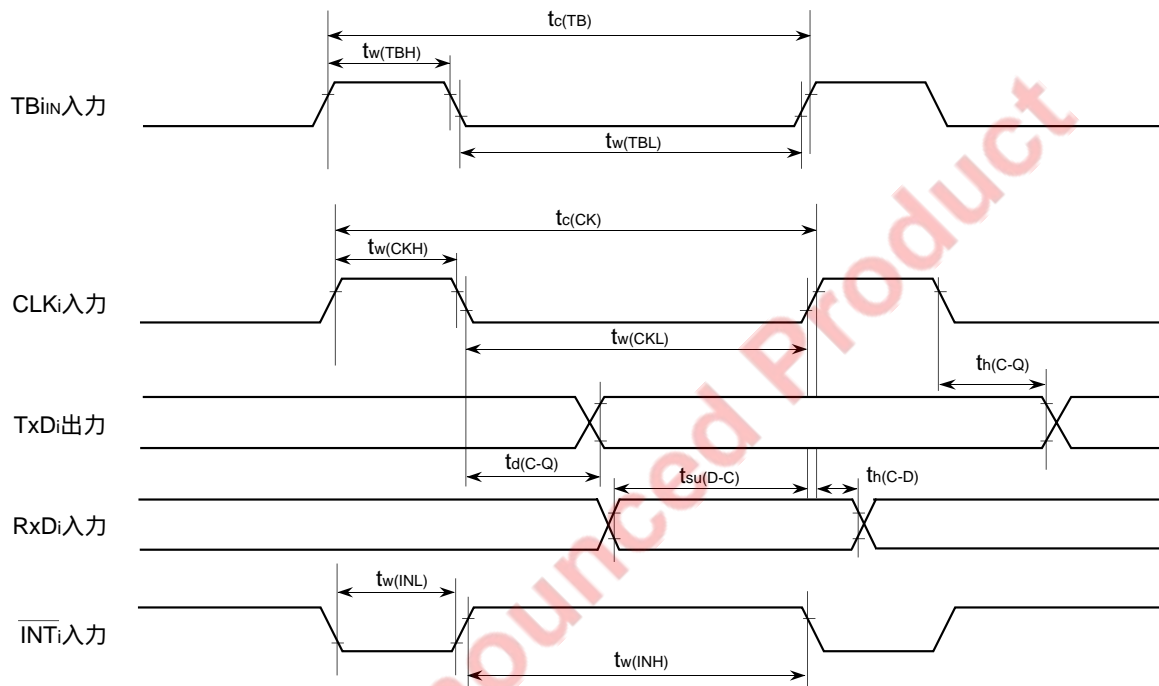 tc(TB)
tw(TBH)
TBiIN入力
tw(TBL)
tc(CK)
tw(CKH)
CLKi入力
tw(CKL)
th(C-Q)
TxDi出力
td(C-Q)
tsu(D-C)
th(C-D)
RxDi入力
tw(INL)
INTi入力
tw(INH)
ounced Product